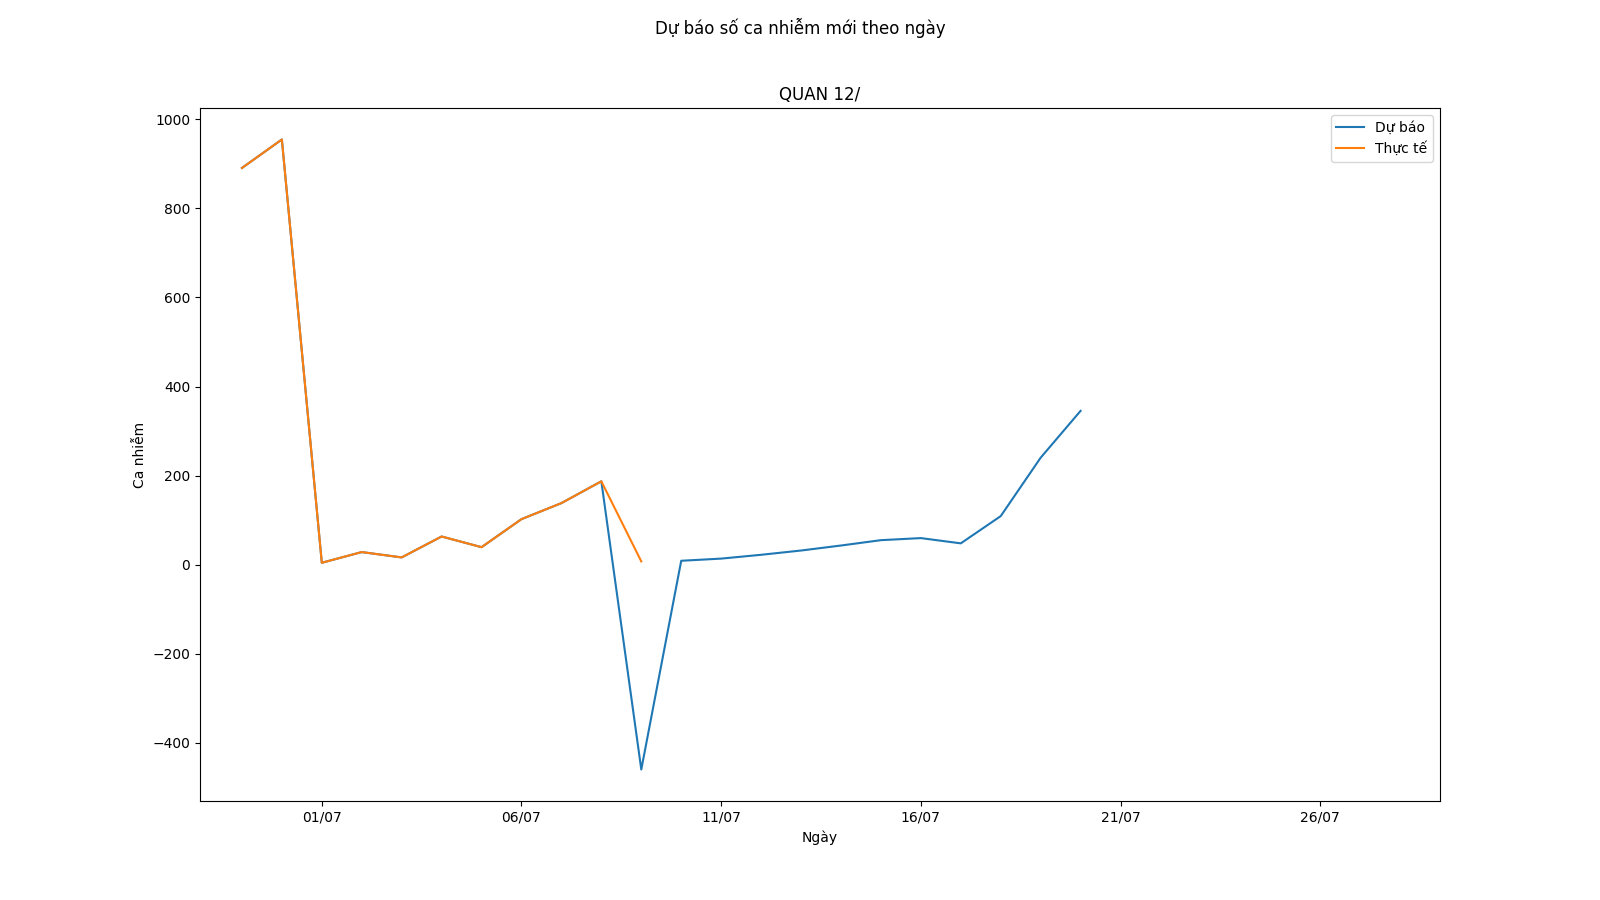 Dự báo số ca nhiễm mới theo ngày
QUAN 12/
Dự báo
Thực tế
1000
800
600
400
200
0
−200
−400
Ca nhiễm
01/07
06/07
11/07
16/07
21/07
26/07
Ngày